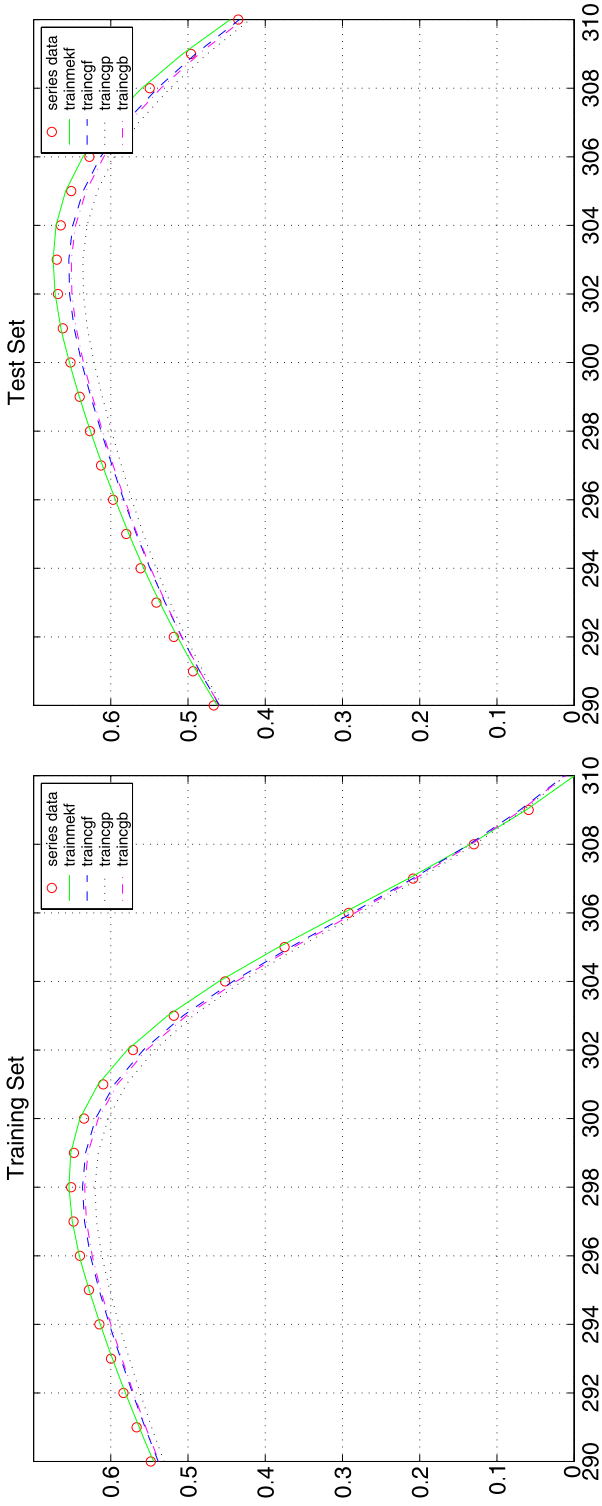 Training Set
series data
trainmekf
traincgf
traincgp
traincgb
0.6
0.5
0.4
0.3
0.2
0.1
0
290 292 294 296 298 300 302 304 306 308 310
Test Set
series data
trainmekf
traincgf
traincgp
traincgb
0.6
0.5
0.4
0.3
0.2
0.1
0
290 292 294 296 298 300 302 304 306 308 310